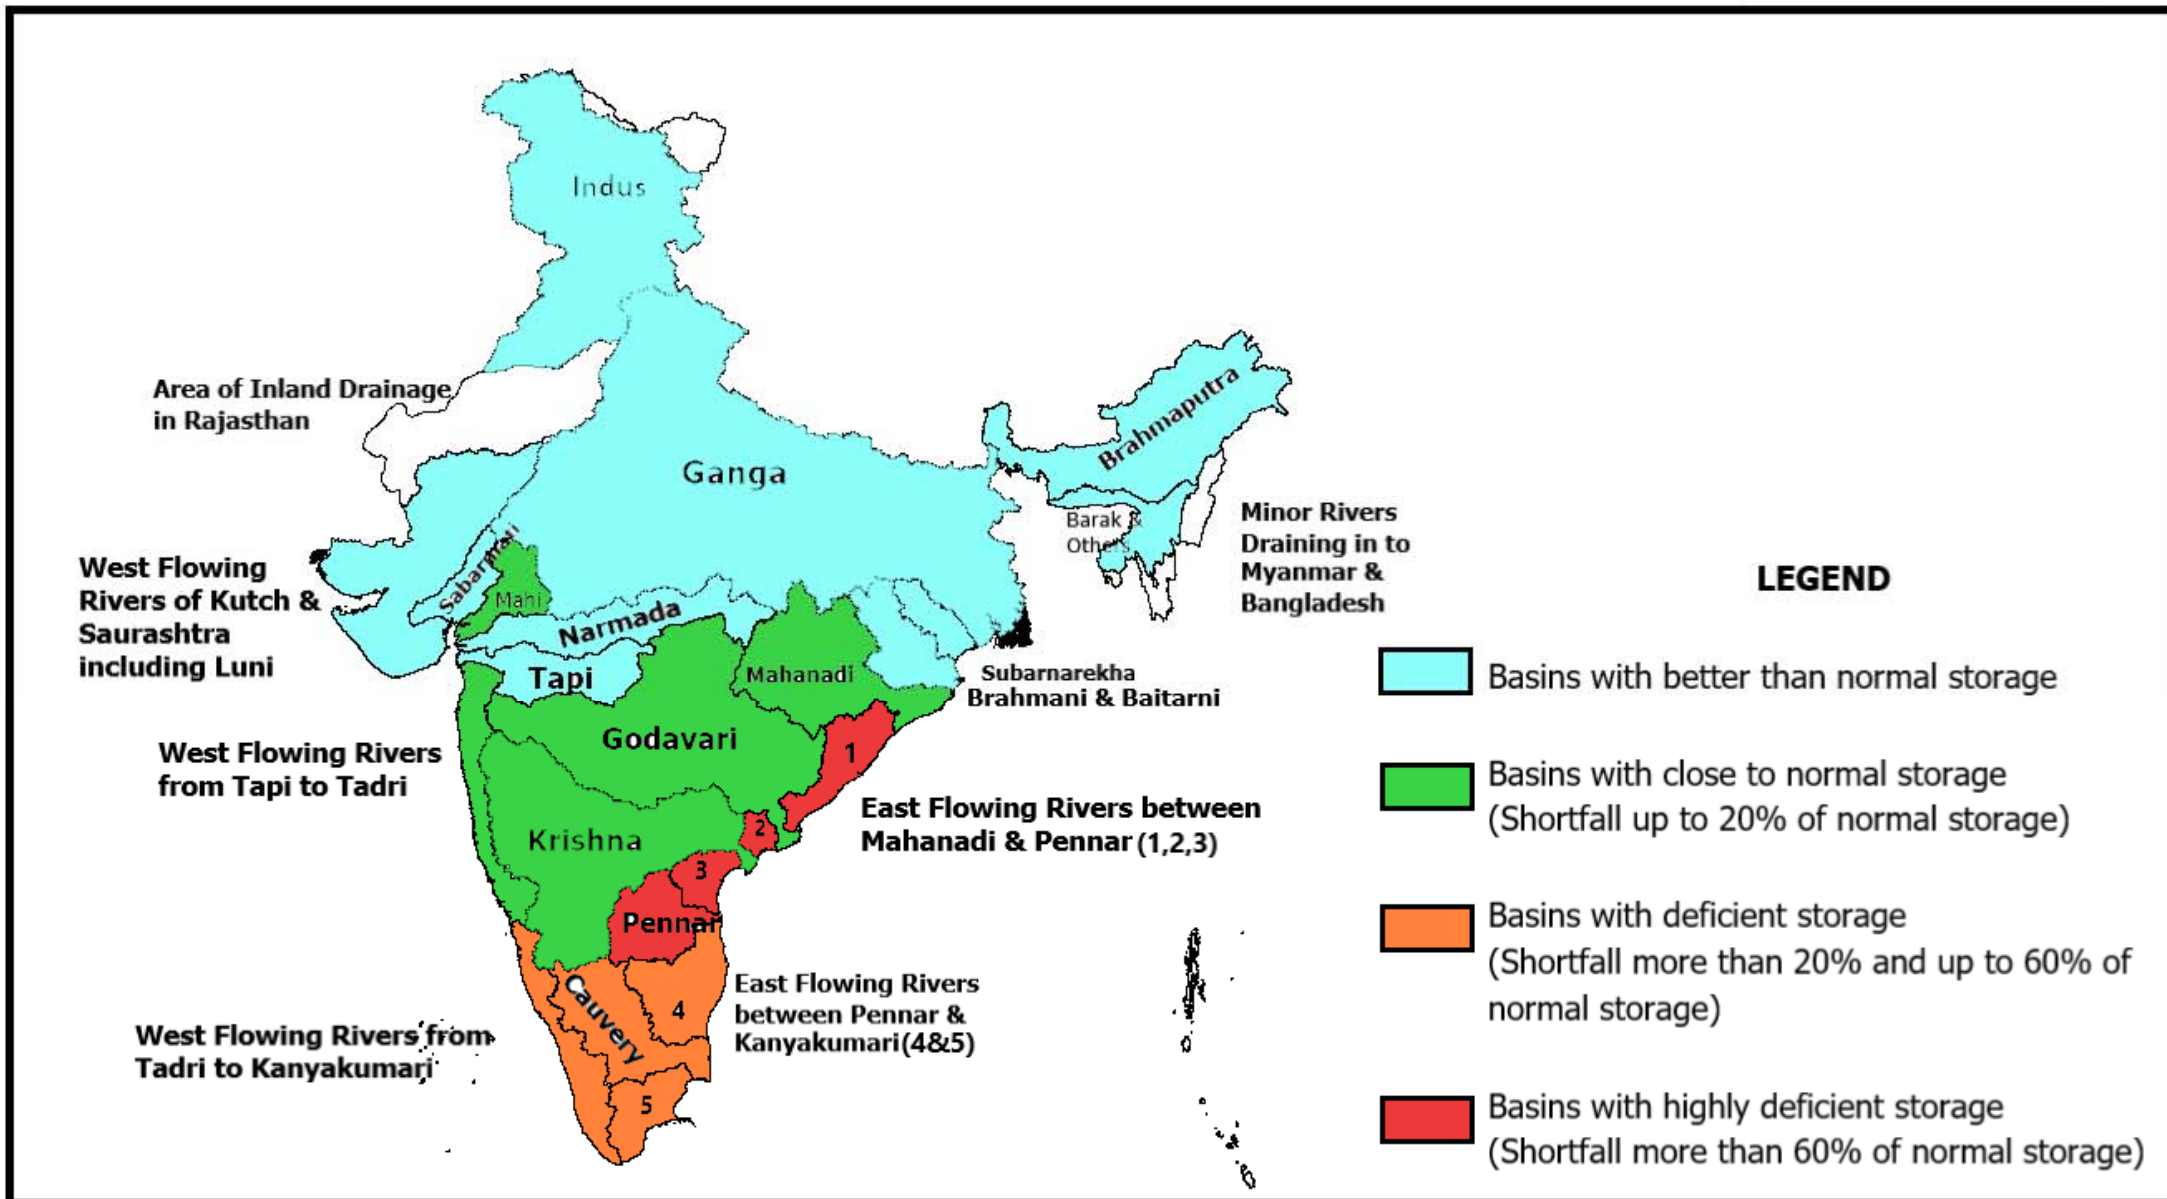 Indus
Area of Inland Drainage
in Rajasthan
Ganga
Brahmaputra
Barak &
Others
Minor Rivers
Draining in to
Myanmar &
Bangladesh
West Flowing
Rivers of Kutch &
Saurashtra
including Luni
Sabarmati
Mahi
Narmada
Tapi
Mahanadi
Subarnarekha
Brahmani & Baitarni
Godavari
West Flowing Rivers
from Tapi to Tadri
1
East Flowing Rivers between
Mahanadi & Pennar (1,2,3)
Krishna
2
3
Pennar
Cauvery
4
East Flowing Rivers
between Pennar &
Kanyakumari(4&5)
West Flowing Rivers from
Tadri to Kanyakumari
5
LEGEND
Basins with better than normal storage
Basins with close to normal storage
(Shortfall up to 20% of normal storage)
Basins with deficient storage
(Shortfall more than 20% and up to 60% of
normal storage)
Basins with highly deficient storage
(Shortfall more than 60% of normal storage)